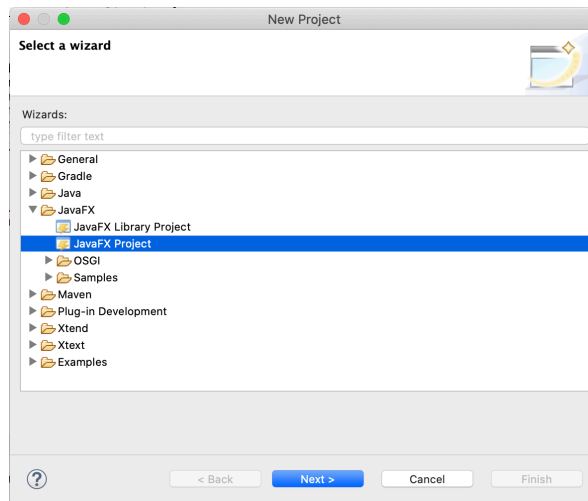 New Project
Select a wizard
Wizards:
type filter text
General
Gradle
Java
JavaFX
JavaFX Library Project
JavaFX Project
OSGI
Samples
Maven
Plug-in Development
Xtend
Xtext
Examples
?
< Back
Next >
Cancel
Finish